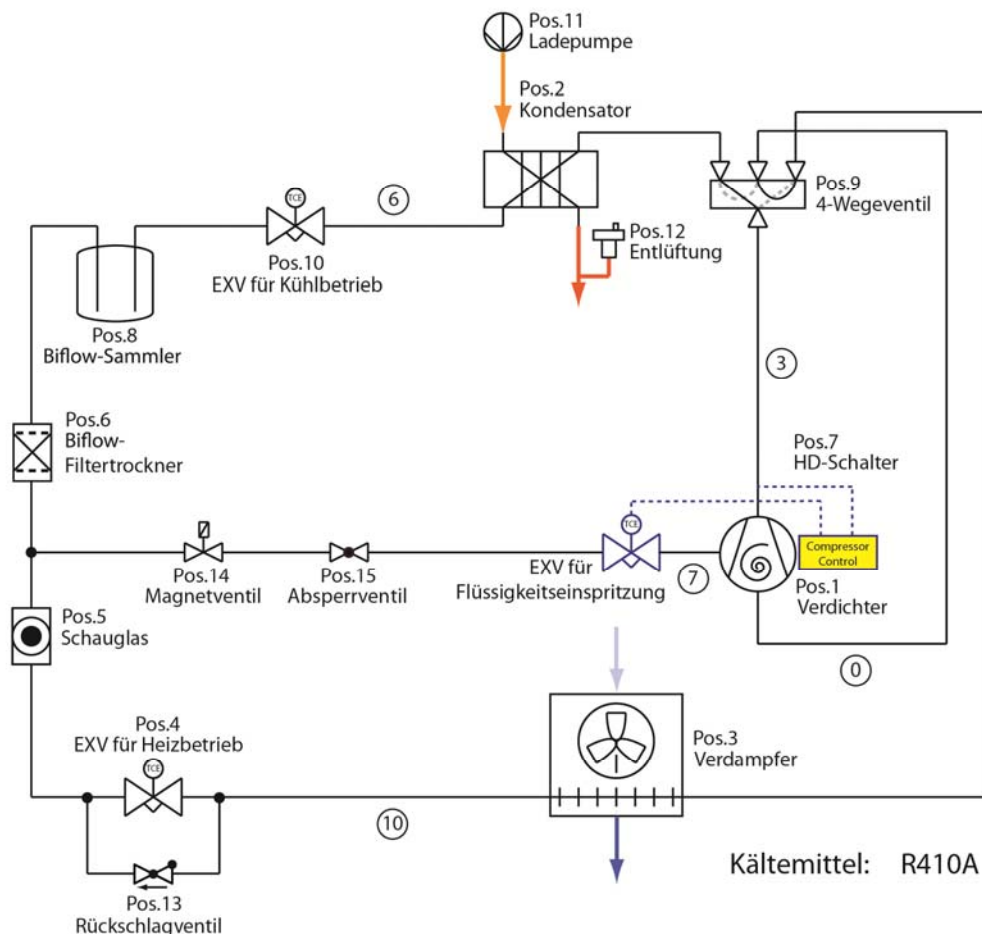 Pos.11
Ladepumpe
Pos.2
Kondensator
Pos.9
4-Wegeventil
TCE
6
Pos.12
Entlüftung
Pos.10
EXV für Kühlbetrieb
Pos.8
Biflow-Sammler
3
Pos.6
Biflow-
Filtertrockner
Pos.7
HD-Schalter
TCE
Compressor
Control
Pos.14
Magnetventil
Pos.15
Absperrventil
EXV für
Flüssigkeitseinspritzung
7
Pos.1
Verdichter
Pos.5
Schauglas
0
Pos.4
EXV für Heizbetrieb
TCE
Pos.3
Verdampfer
10
Kältemittel: R410A
Pos.13
Rückschlagventil